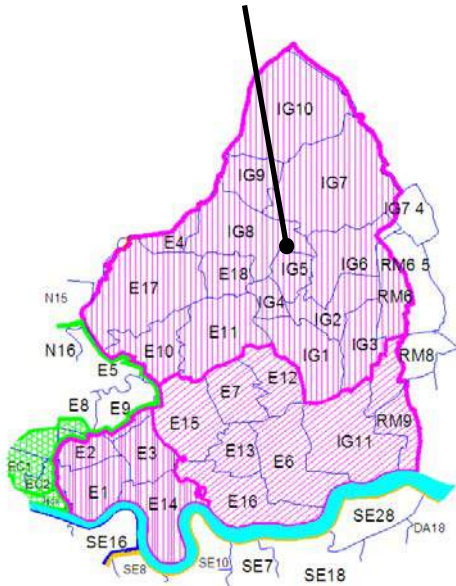 IG10
IG9
IG7
IG7 4
IG8
E4
IG5
IG6
RM6 5
E18
E17
N15
RM6
IG4
IG2
E11
N16
E10
IG1
IG3
RM8
E5
E7
E12
E8
E9
E15
RM9
IG11
E2
E3
E13
E6
EC1
EC2
E1
E14
E16
SE28
DA18
SE16
SE8
SE10
SE7
SE18